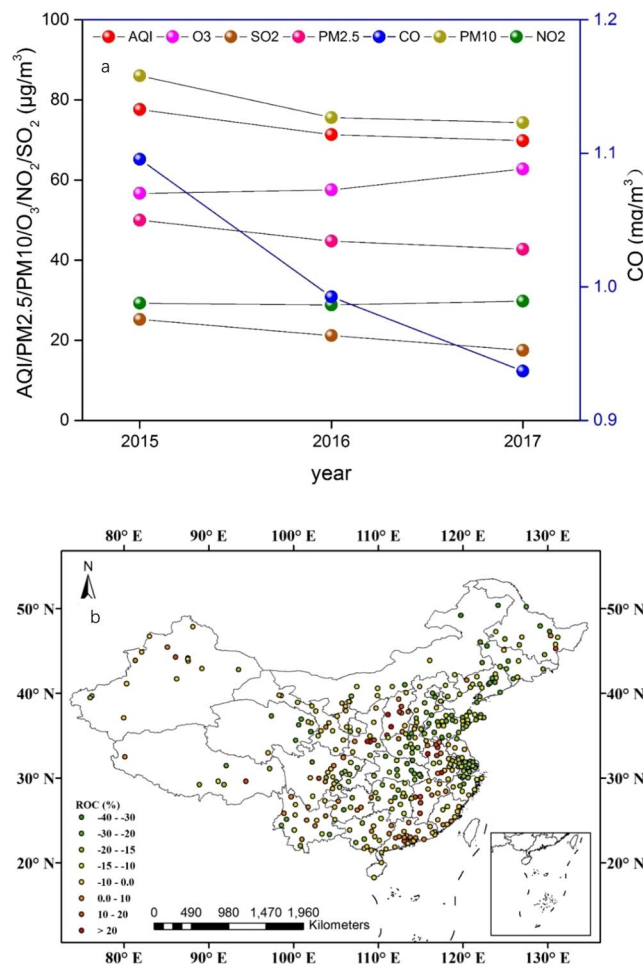 AQI O3 SO2 PM2.5 CO PM10 NO2
a
100
80
60
40
20
0
AQI/PM2.5/PM10/O₃/NO₂/SO₂ (μg/m³)
1.2
1.1
1.0
0.9
CO (mg/m³)
2015 2016 2017
year
80° E 90° E 100° E 110° E 120° E 130° E
N
b
50° N 50° N
40° N 40° N
30° N 30° N
20° N 20° N
ROC (%)
-40 - -30
-30 - -20
-20 - -15
-15 - -10
-10 - 0.0
0.0 - 10
10 - 20
> 20
0 490 980 1,470 1,960
Kilometers
80° E 90° E 100° E 110° E 120° E 130° E